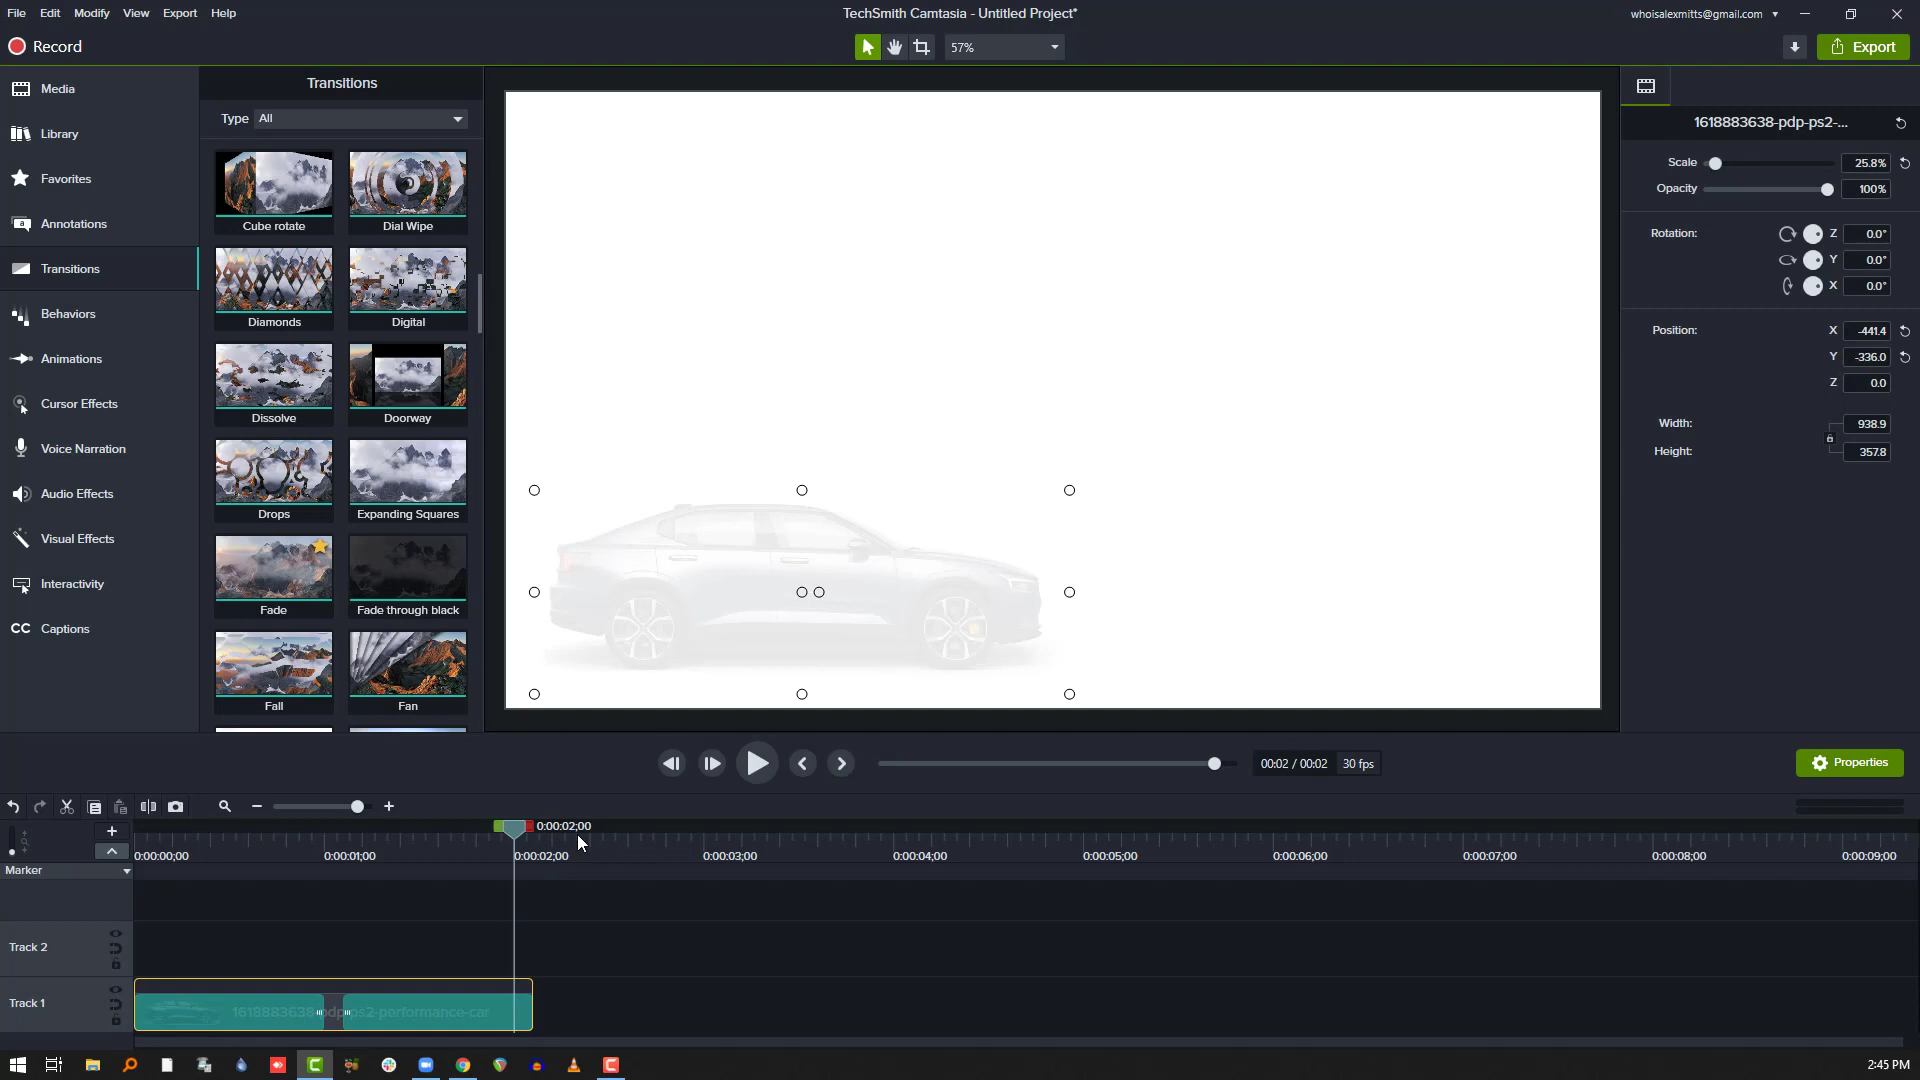 File Edit Modify View Export Help
TechSmith Camtasia - Untitled Project*
whoisalexmitts@gmail.com
Record
57%
Export
Media
Library
Favorites
Annotations
Transitions
Behaviors
Animations
Cursor Effects
Voice Narration
Audio Effects
Visual Effects
Interactivity
CC Captions
Transitions
Type All
Cube rotate Dial Wipe
Diamonds Digital
Dissolve Doorway
Drops Expanding Squares
Fade Fade through black
Fall Fan
1618883638-pdp-ps2-...
Scale 25.8%
Opacity 100%
Rotation: Z 0.0°
Y 0.0°
X 0.0°
Position: X -441.4
Y -336.0
Z 0.0
Width: 938.9
Height: 357.8
00:02 / 00:02 30 fps
Properties
0:00:02;00
0:00:00;00 0:00:01;00 0:00:02;00 0:00:03;00 0:00:04;00 0:00:05;00 0:00:06;00 0:00:07;00 0:00:08;00 0:00:09;00
Marker
Track 2
Track 1
1618883638-pdp-ps2-performance-car
2:45 PM